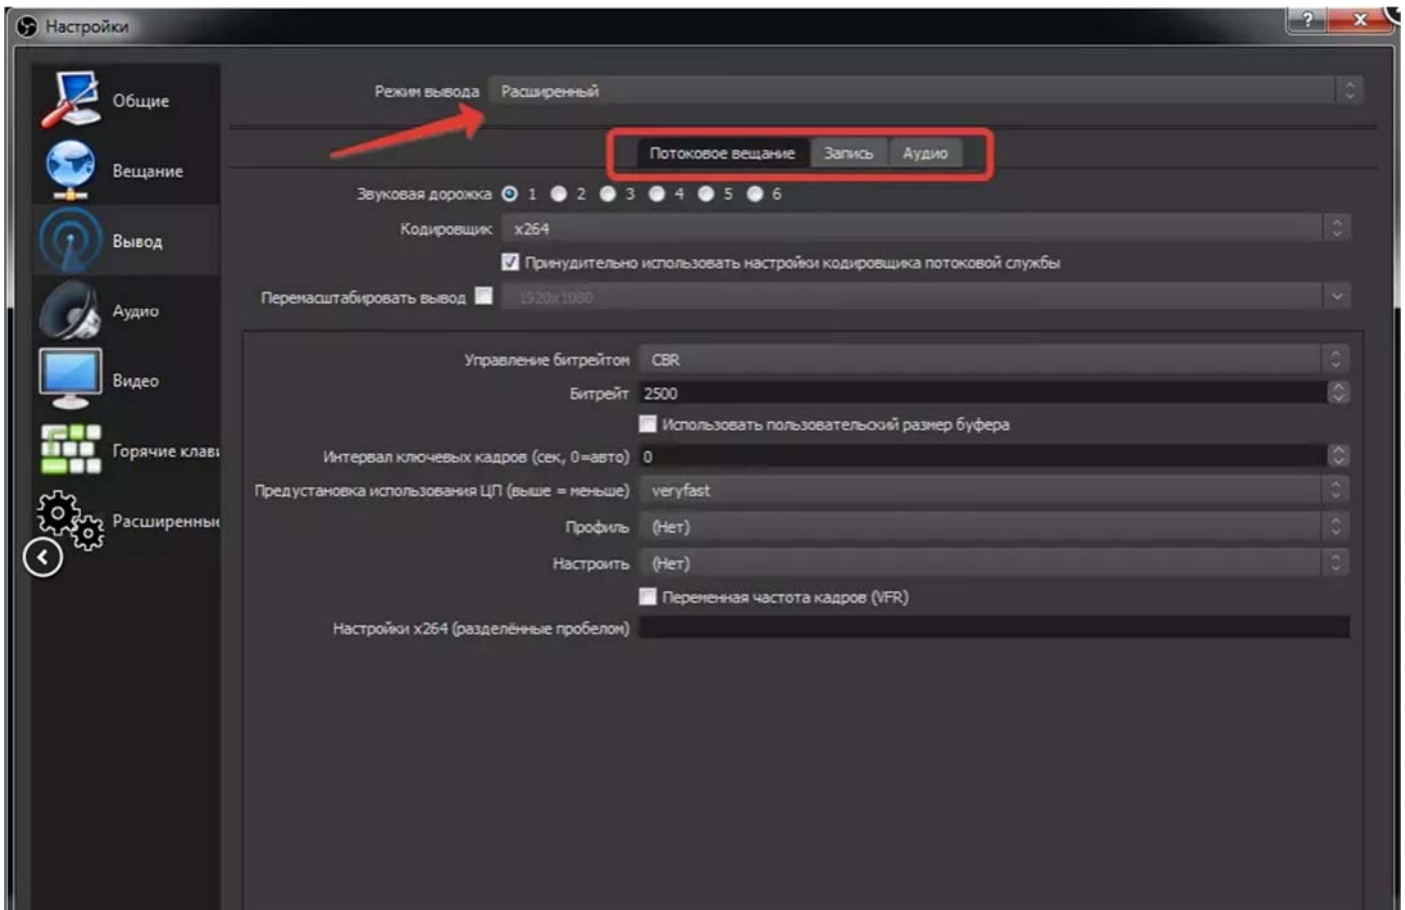 Настройки
?
x
Общие
Вещание
Вывод
Аудио
Видео
Горячие клави
Расширенные
Режим вывода Расширенный
Потоковое вещание Запись Аудио
Звуковая дорожка 1 2 3 4 5 6
Кодировщик x264
Принудительно использовать настройки кодировщика потоковой службы
Перемасштабировать вывод 1920x1080
Управление битрейтом CBR
Битрейт 2500
Использовать пользовательский размер буфера
Интервал ключевых кадров (сек, 0=авто) 0
Предустановка использования ЦП (выше = меньше) veryfast
Профиль (Нет)
Настроить (Нет)
Переменная частота кадров (VFR)
Настройки x264 (разделённые пробелом)